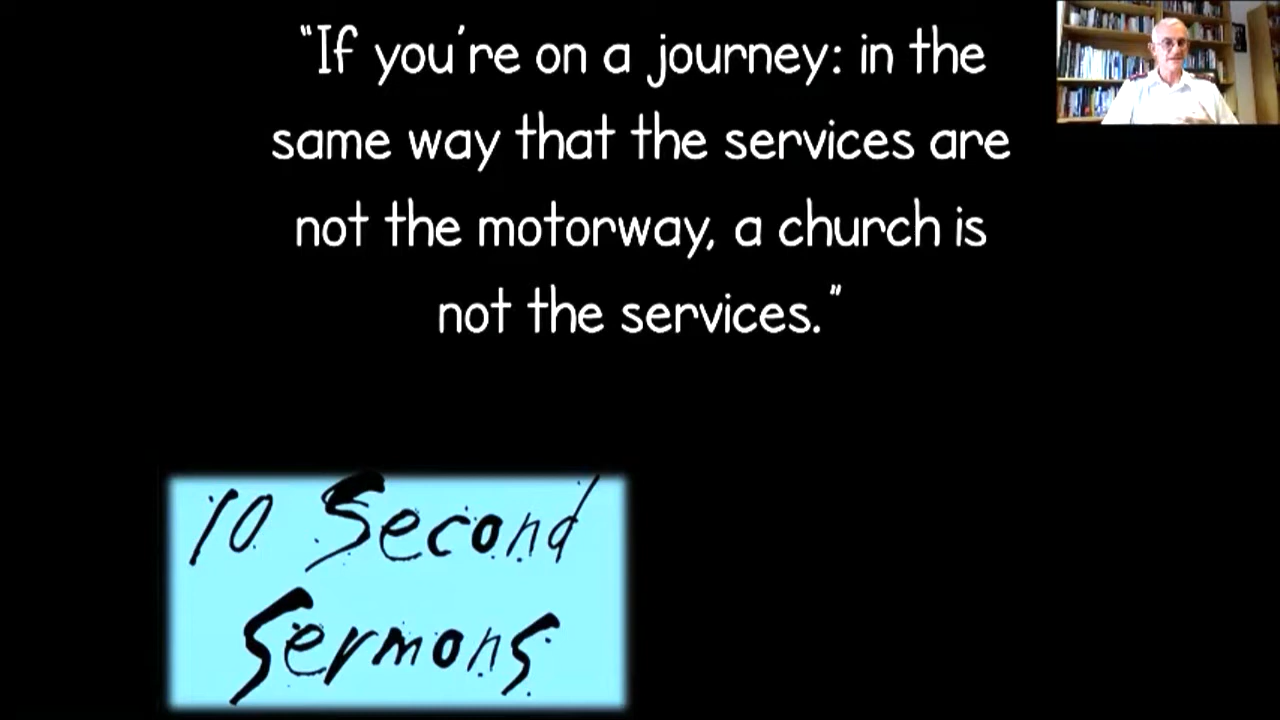 "If you're on a journey: in the
same way that the services are
not the motorway, a church is
not the services."
10 Second
Sermons